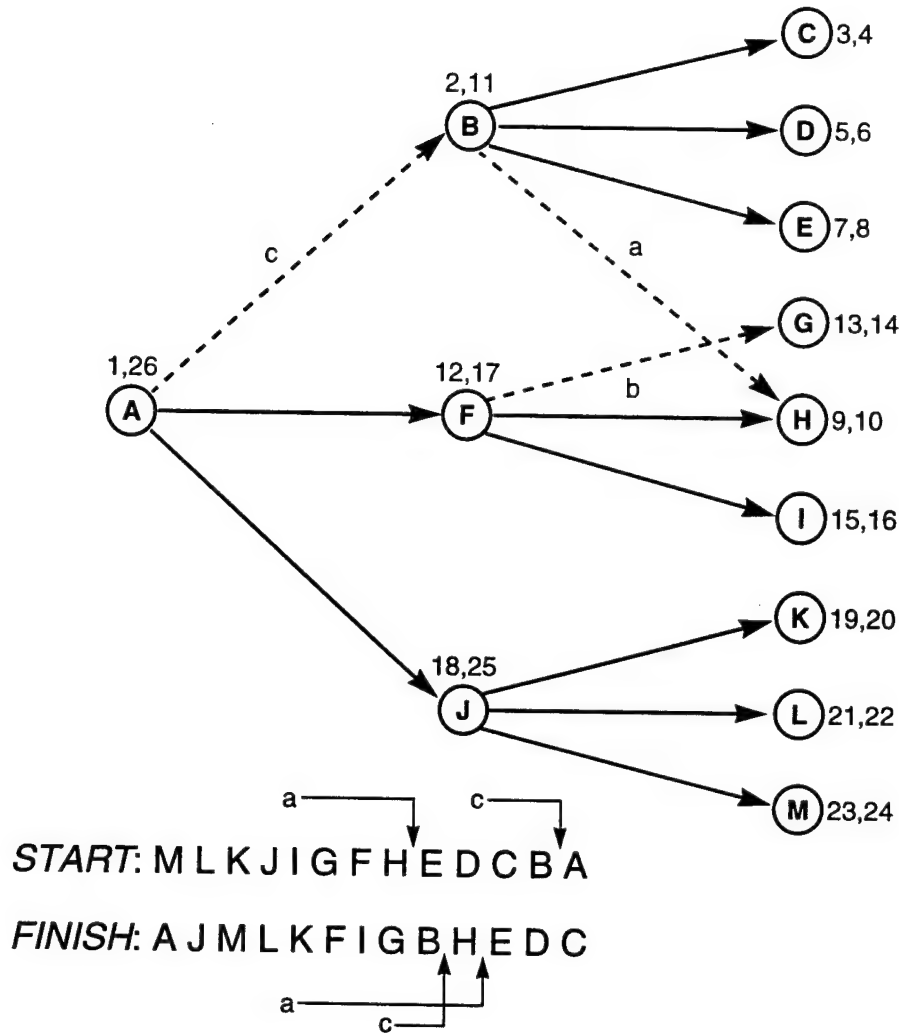 C 3,4
2,11
B
D 5,6
c
a
E 7,8
G 13,14
1,26
12,17
A
F
b
H 9,10
I 15,16
K 19,20
18,25
J
L 21,22
a
c
M 23,24
START: M L K J I G F H E D C B A
FINISH: A J M L K F I G B H E D C
a
c